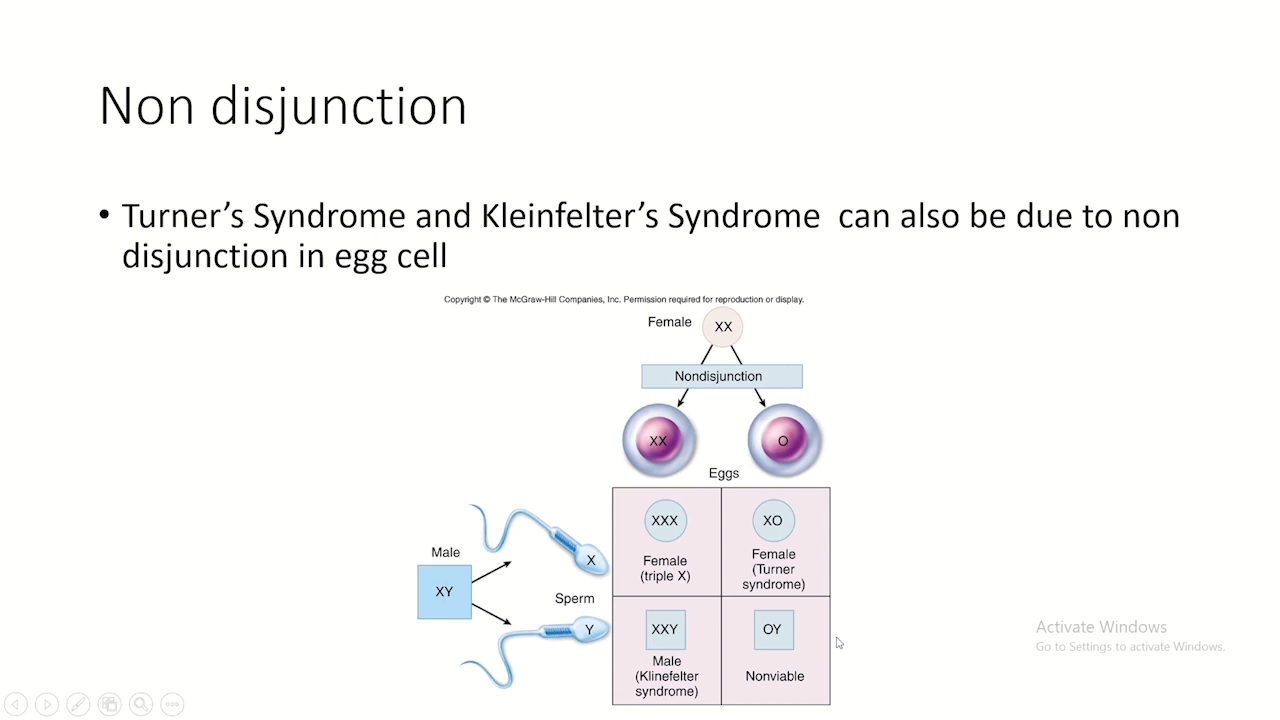 Non disjunction
• Turner’s Syndrome and Kleinfelter’s Syndrome can also be due to non
disjunction in egg cell
Copyright © The McGraw-Hill Companies, Inc. Permission required for reproduction or display.
Female
XX
Nondisjunction
XX
O
Eggs
Male
XY
Sperm
X
Y
XXX
Female
(triple X)
XO
Female
(Turner
syndrome)
XXY
Male
(Klinefelter
syndrome)
OY
Nonviable
Activate Windows
Go to Settings to activate Windows.